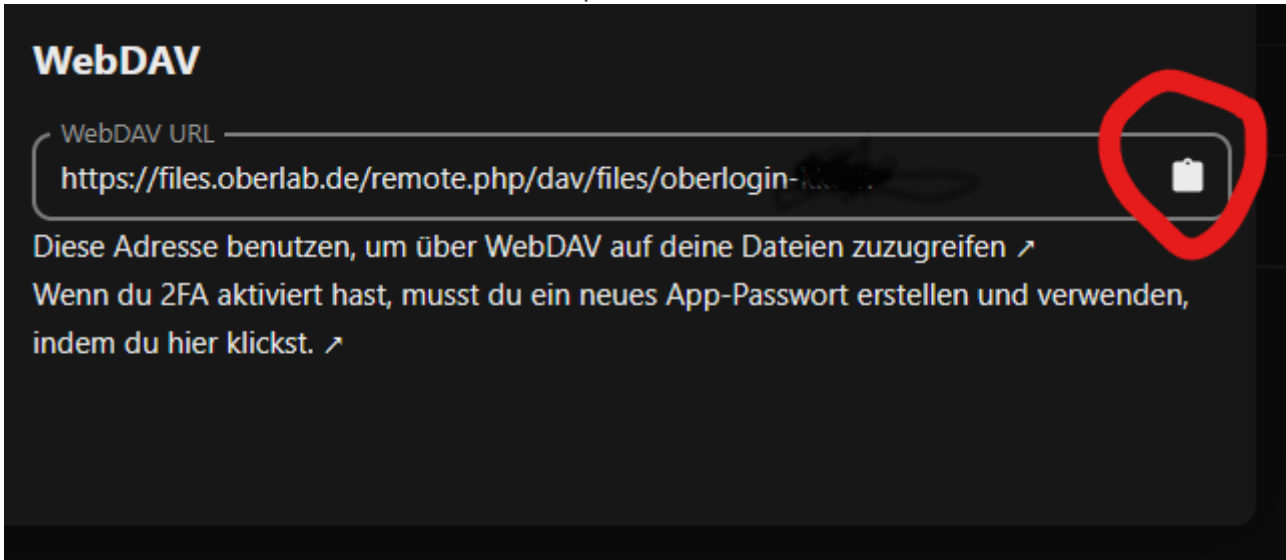 WebDAV
WebDAV URL
https://files.oberlab.de/remote.php/dav/files/oberlogin-
Diese Adresse benutzen, um über WebDAV auf deine Dateien zuzugreifen ↗
Wenn du 2FA aktiviert hast, musst du ein neues App-Passwort erstellen und verwenden,
indem du hier klickst. ↗